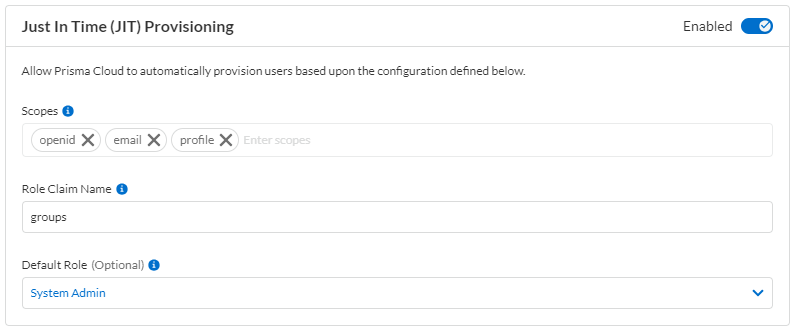 Just In Time (JIT) Provisioning
Enabled
Allow Prisma Cloud to automatically provision users based upon the configuration defined below.
Scopes
openid email profile Enter scopes
Role Claim Name
groups
Default Role (Optional)
System Admin